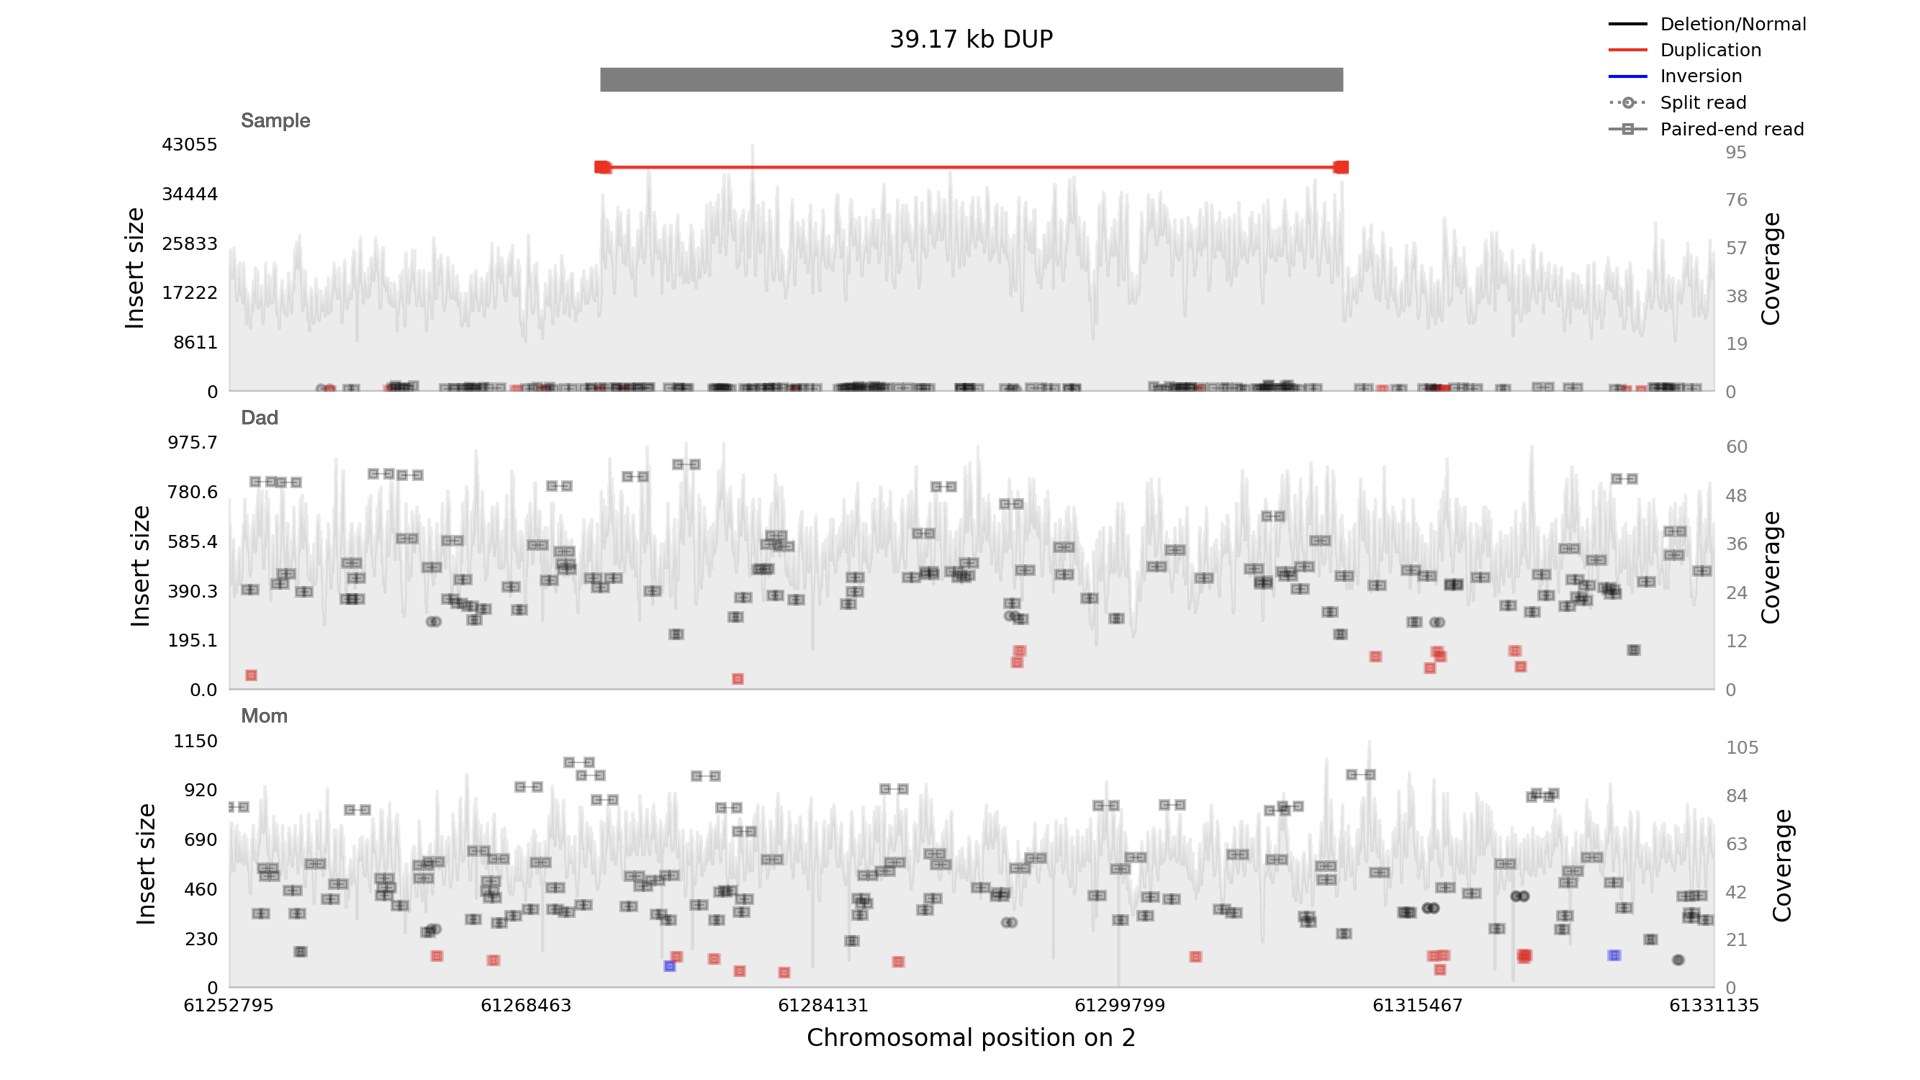 39.17 kb DUP
Deletion/Normal
Duplication
Inversion
Split read
Paired-end read
Sample
43055
34444
25833
17222
8611
0
Insert size
95
76
57
38
19
0
Coverage
Dad
975.7
780.6
585.4
390.3
195.1
0.0
Insert size
60
48
36
24
12
0
Coverage
Mom
1150
920
690
460
230
0
Insert size
105
84
63
42
21
0
Coverage
61252795 61268463 61284131 61299799 61315467 61331135
Chromosomal position on 2